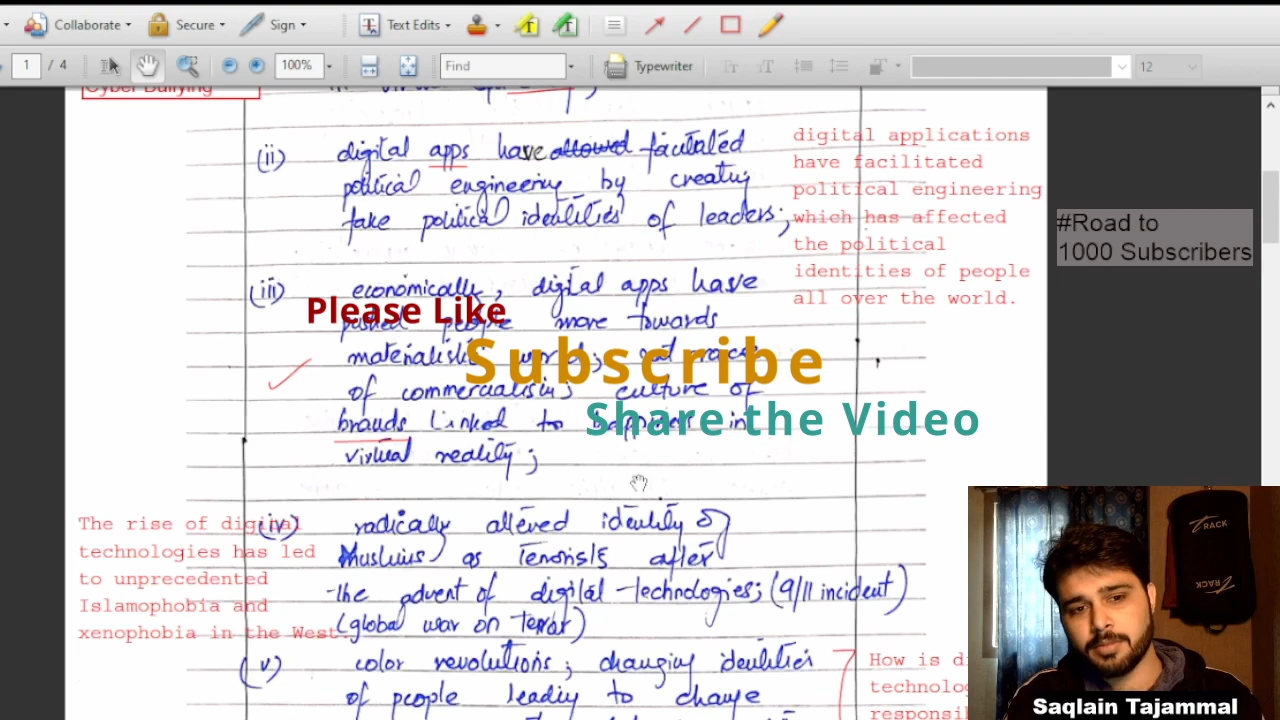 Collaborate
Secure
Sign
Text Edits
1 / 4
100%
Find
Typewriter
12
Cyber Bullying
(ii) digital apps have allowed facilitated
political engineering by creating
fake political identities of leaders;
digital applications
have facilitated
political engineering
which has affected
the political
identities of people
all over the world.
#Road to
1000 Subscribers
(iii) economically, digital apps have
pushed people more towards
Please Like
materialistic world;
Subscribe
of commercialism; culture of
brands linked to happiness in
Share the Video
virtual reality;
The rise of digital
technologies has led
to unprecedented
Islamophobia and
xenophobia in the West.
(iv) radically altered identity of
Muslims as Terrorists after
the advent of digital technologies; (9/11 incident)
(global war on terror)
(v) color revolutions; changing identities
of people leading to change
How is di
technolo
responsi
TRACK
TRACK
Saqlain Tajammal